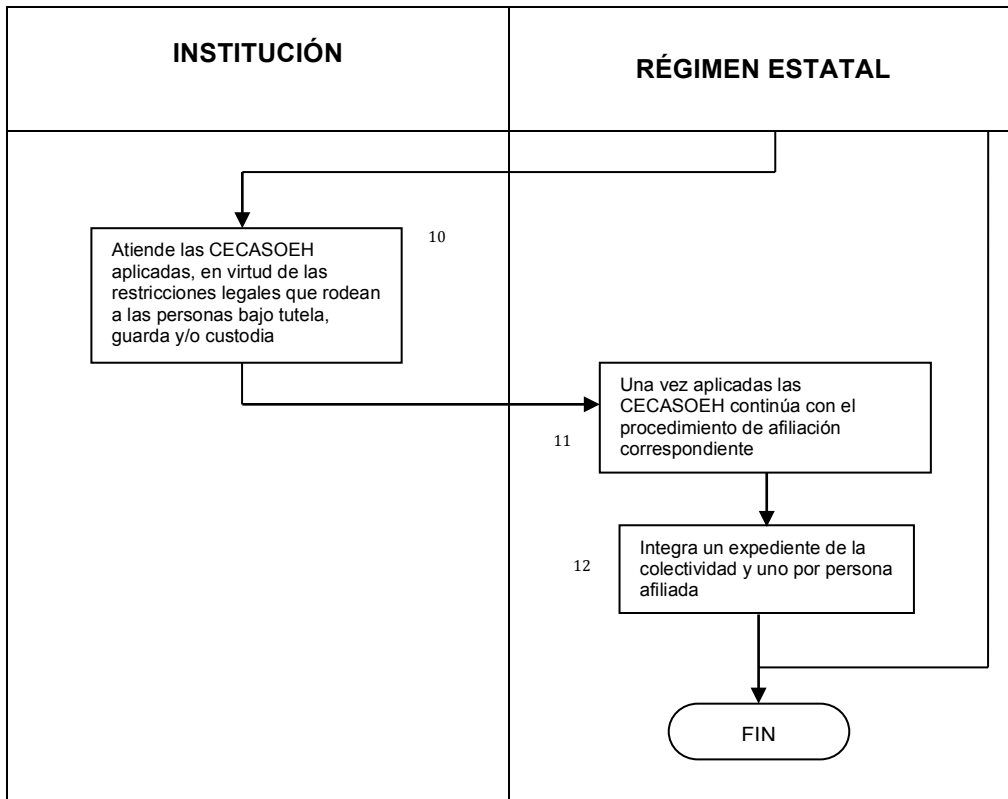 INSTITUCIÓN
RÉGIMEN ESTATAL
Atiende las CECASOEH
aplicadas, en virtud de las
restricciones legales que rodean
a las personas bajo tutela,
guarda y/o custodia
10
Una vez aplicadas las
CECASOEH continúa con el
procedimiento de afiliación
correspondiente
11
Integra un expediente de la
colectividad y uno por persona
afiliada
12
FIN